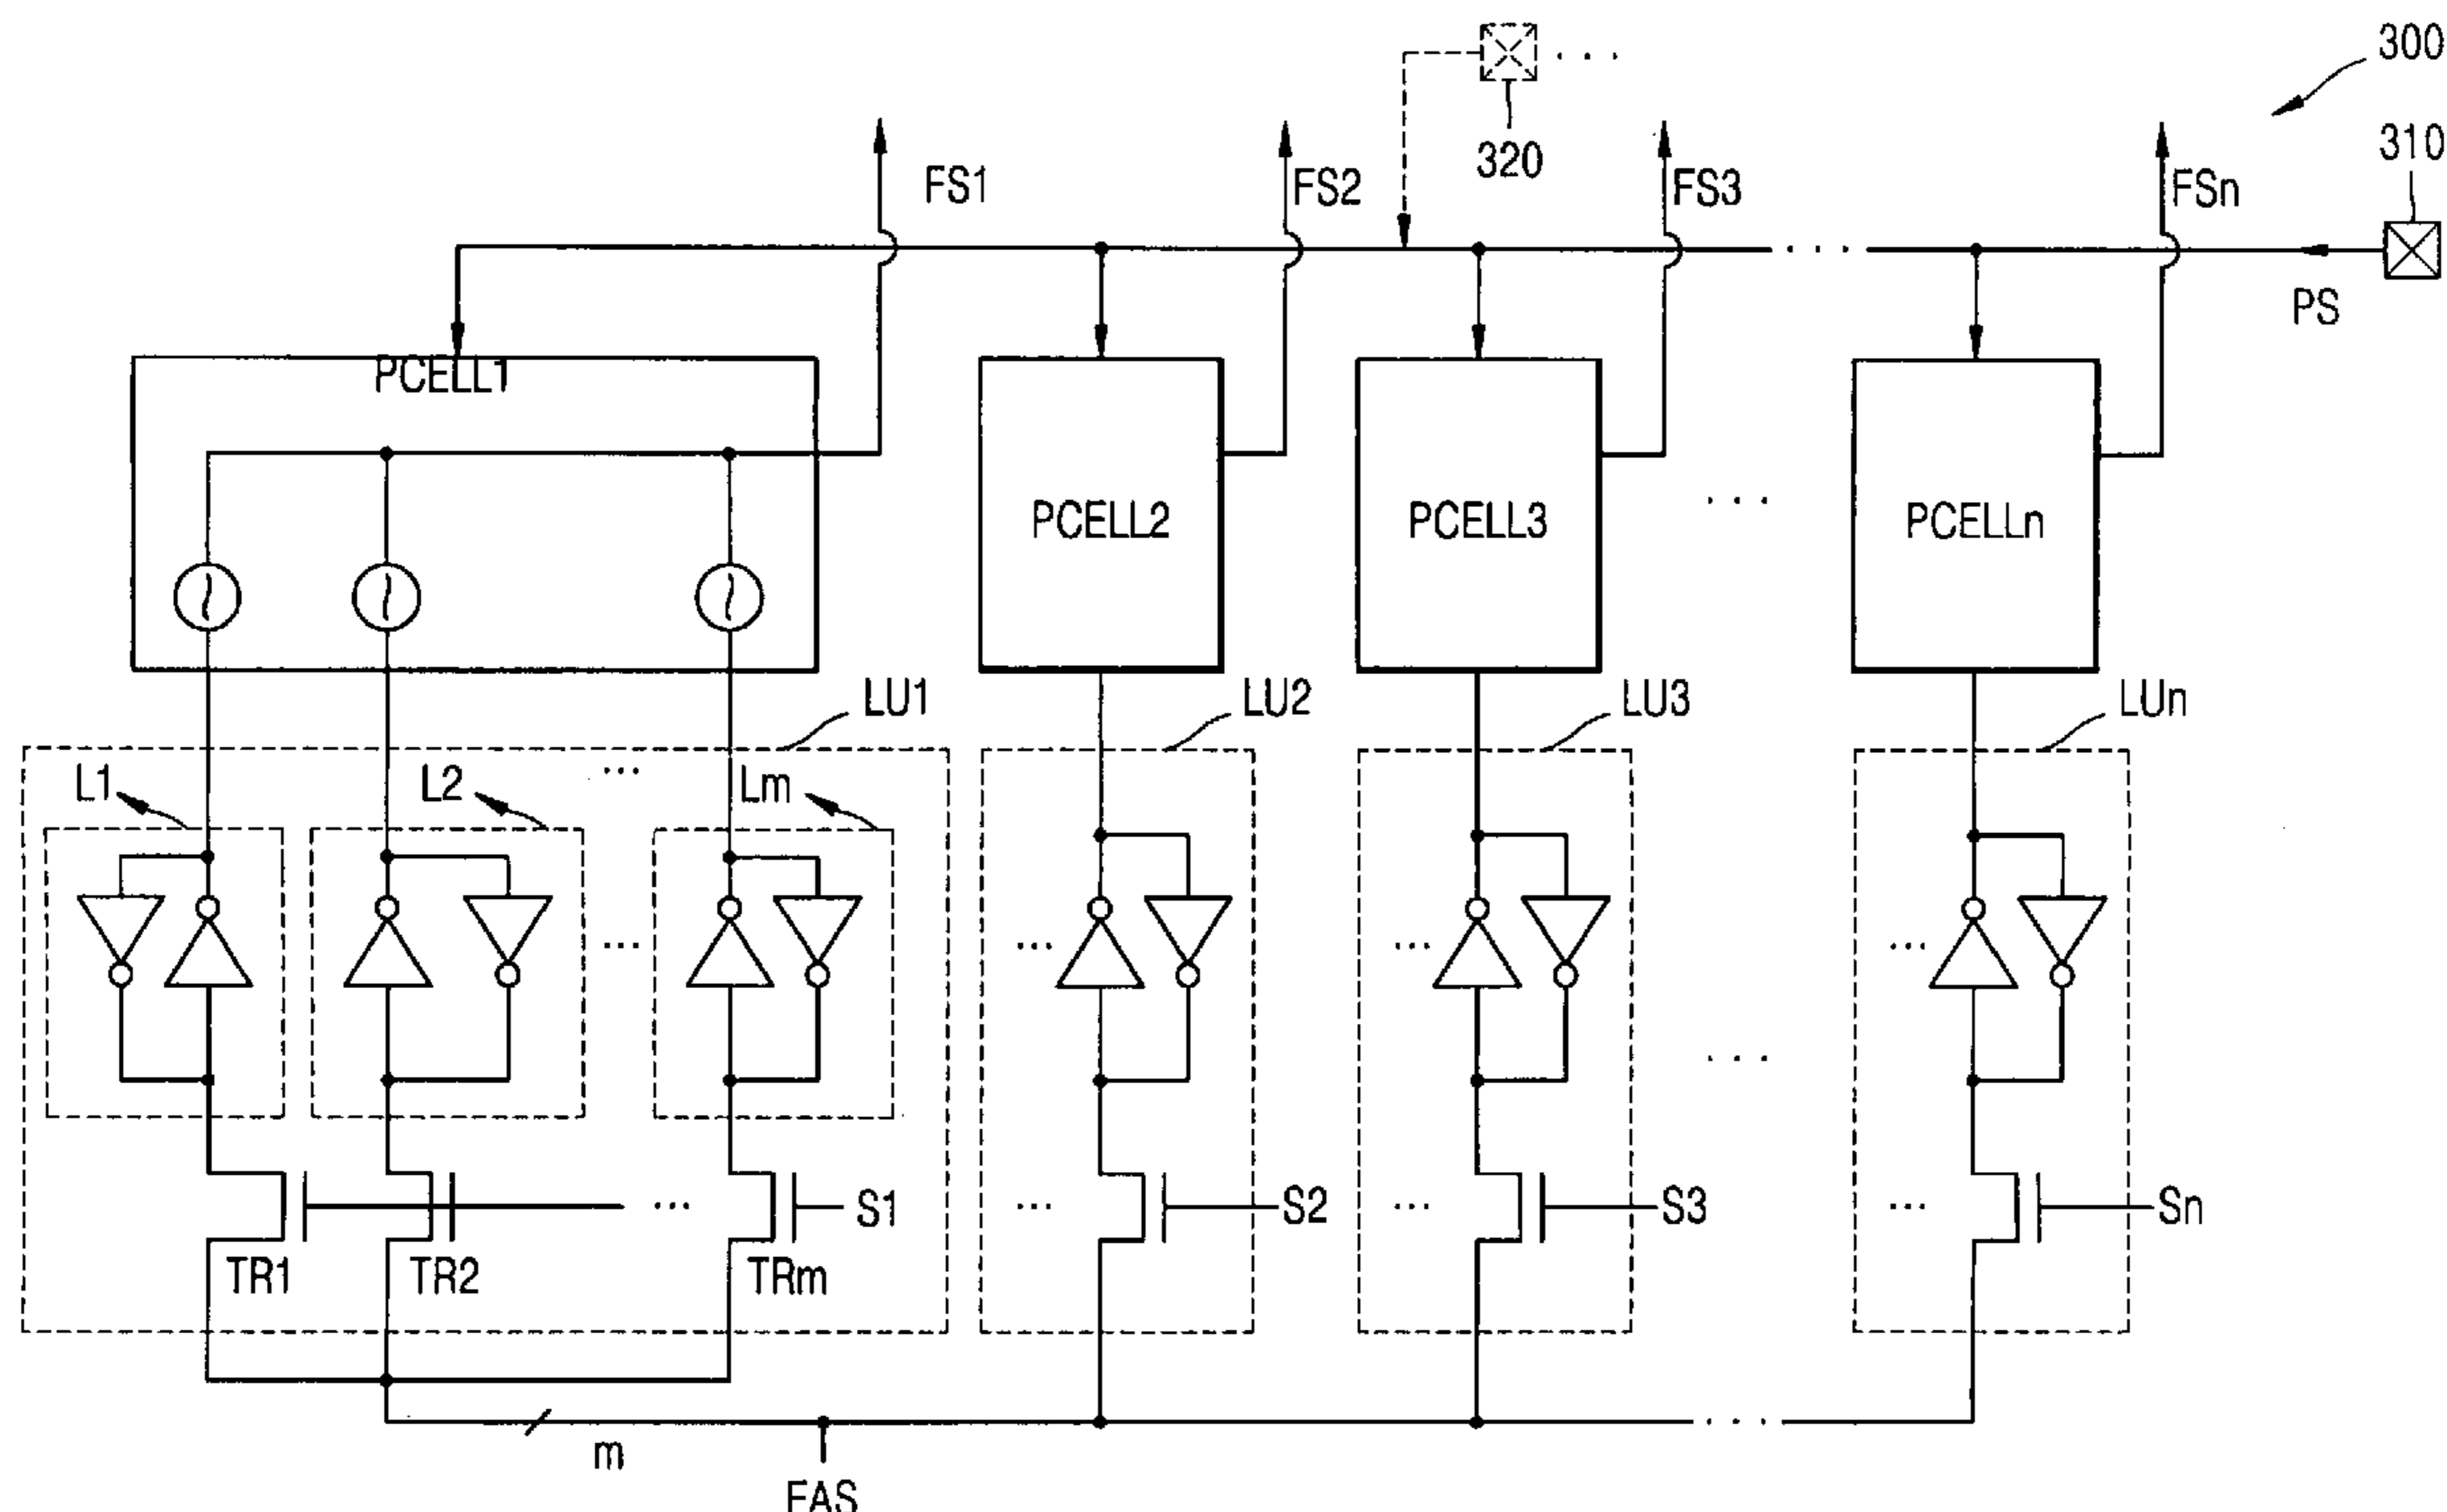 300
320
310
FS1
FS2
FS3
FSn
PS
PCELL1
PCELL2
PCELL3
...
PCELLn
LU1
LU2
LU3
LUn
L1
L2
...
Lm
...
...
...
...
...
S1
...
S2
...
S3
...
Sn
TR1
TR2
TRm
m